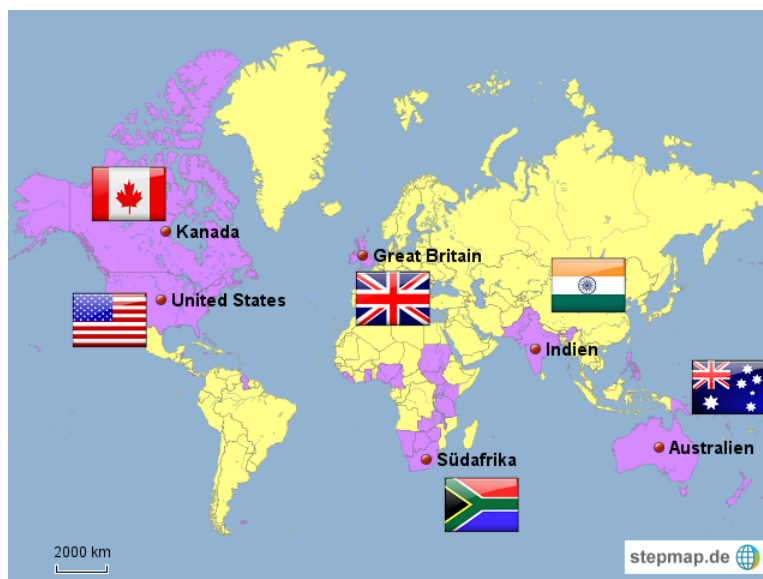 Kanada
Great Britain
United States
Indien
Australien
Südafrika
2000 km
stepmap.de